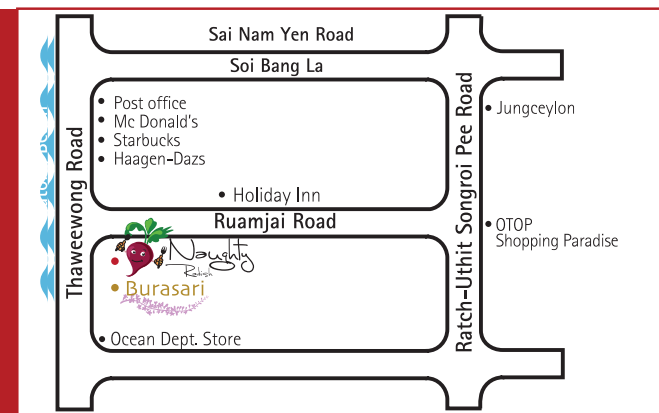 Sai Nam Yen Road
Soi Bang La
Post office
Mc Donald's
Starbucks
Haagen-Dazs
Holiday Inn
Ruamjai Road
Thaweewong Road
Ratch-Uthit Songroi Pee Road
Jungceylon
OTOP
Shopping Paradise
Naughty
Radish
Burasari
Ocean Dept. Store